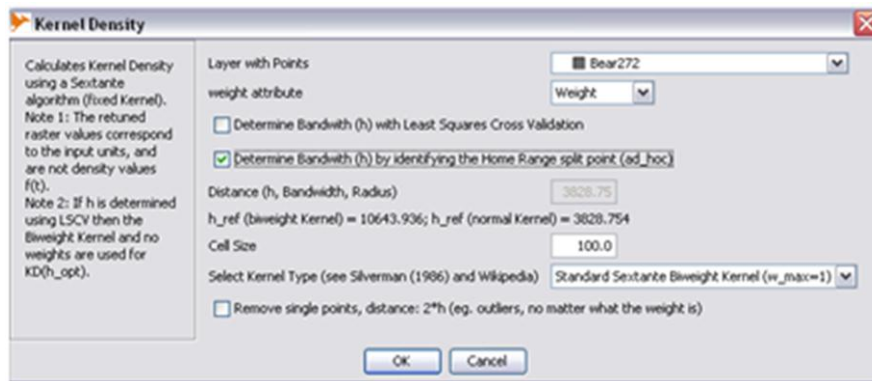 Kernel Density
Calculates Kernel Density
using a Sextante
algorithm (fixed Kernel).
Note 1: The retuned
raster values correspond
to the input units, and
are not density values
f(t).
Note 2: If h is determined
using LSCV then the
Biweight Kernel and no
weights are used for
KD(h_opt).
Layer with Points
Bear272
weight attribute
Weight
Determine Bandwith (h) with Least Squares Cross Validation
Determine Bandwith (h) by identifying the Home Range split point (ad_hoc)
Distance (h, Bandwidth, Radius)
3828.75
h_ref (biweight Kernel) = 10643.936; h_ref (normal Kernel) = 3828.754
Cell Size
100.0
Select Kernel Type (see Silverman (1986) and Wikipedia)
Standard Sextante Biweight Kernel (w_max=1)
Remove single points, distance: 2*h (eg. outliers, no matter what the weight is)
OK
Cancel